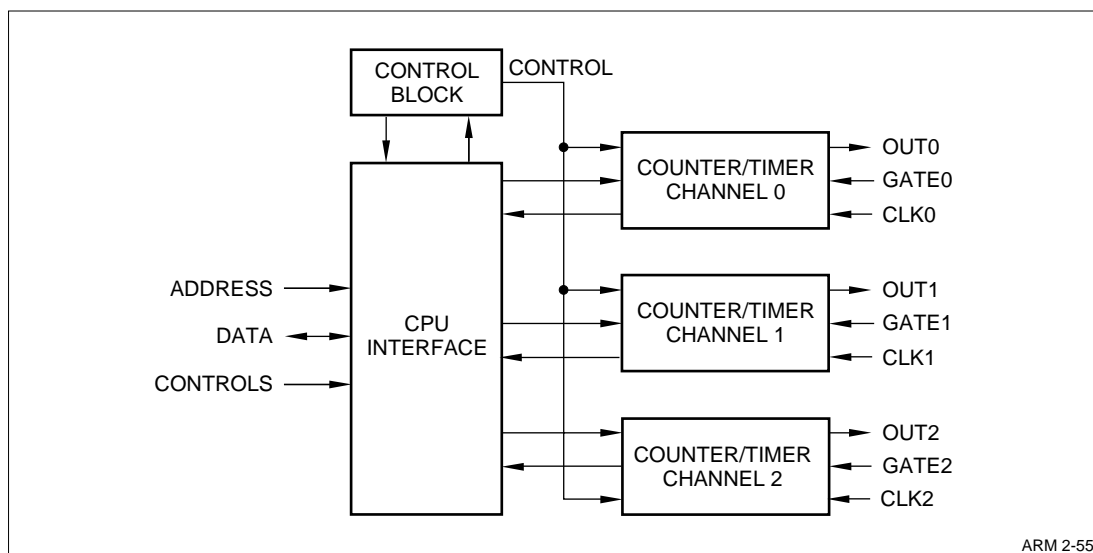 CONTROL
BLOCK
CONTROL
COUNTER/TIMER
CHANNEL 0
OUT0
GATE0
CLK0
ADDRESS
DATA
CONTROLS
CPU
INTERFACE
COUNTER/TIMER
CHANNEL 1
OUT1
GATE1
CLK1
COUNTER/TIMER
CHANNEL 2
OUT2
GATE2
CLK2
ARM 2-55